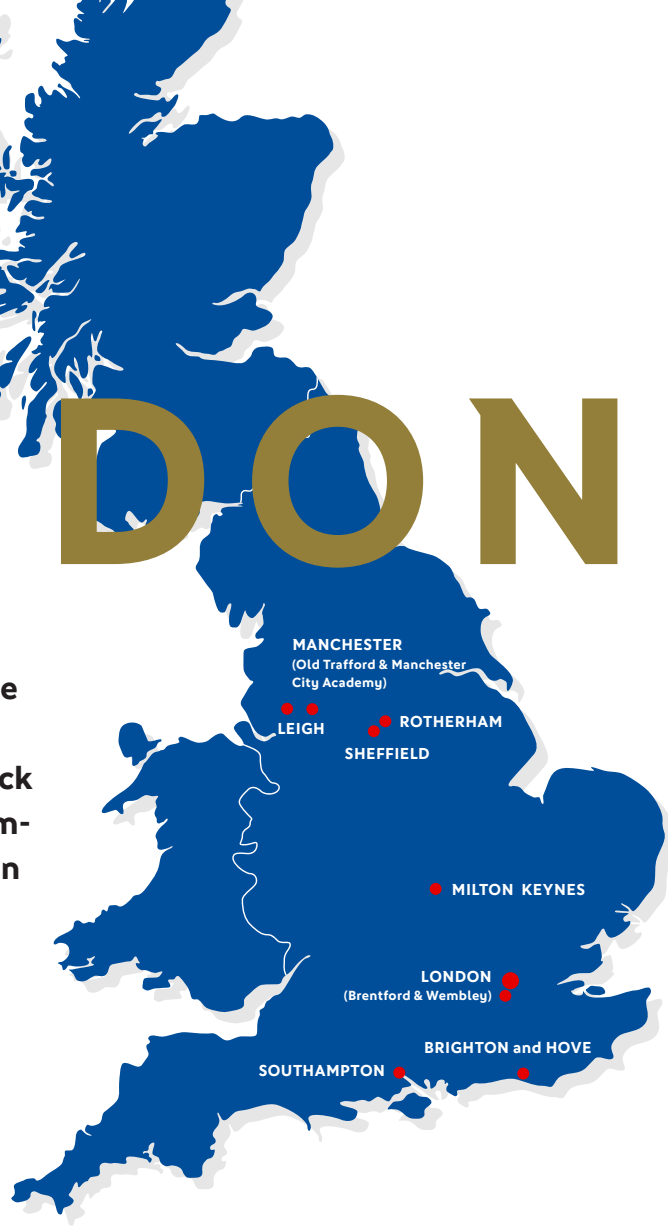 DON
MANCHESTER
(Old Trafford & Manchester
City Academy)
LEIGH
ROTHERHAM
SHEFFIELD
e
ck
m-
n
MILTON KEYNES
LONDON
(Brentford & Wembley)
BRIGHTON and HOVE
SOUTHAMPTON